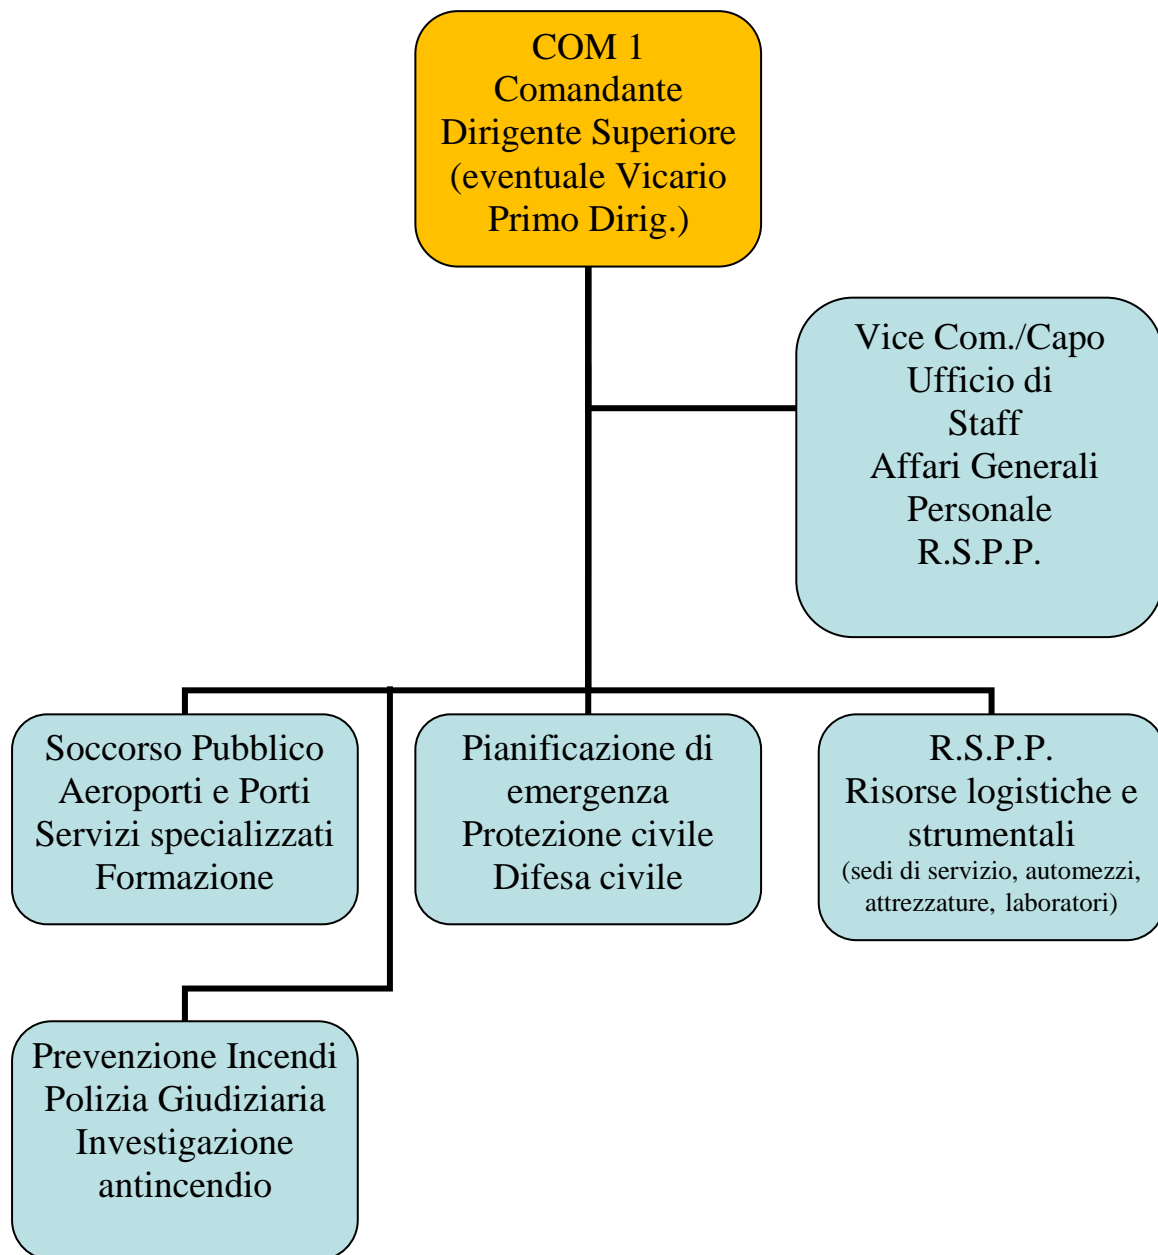 COM 1
Comandante
Dirigente Superiore
(eventuale Vicario
Primo Dirig.)
Vice Com./Capo
Ufficio di
Staff
Affari Generali
Personale
R.S.P.P.
Soccorso Pubblico
Aeroporti e Porti
Servizi specializzati
Formazione
Pianificazione di
emergenza
Protezione civile
Difesa civile
R.S.P.P.
Risorse logistiche e
strumentali
(sedi di servizio, automezzi,
attrezzature, laboratori)
Prevenzione Incendi
Polizia Giudiziaria
Investigazione
antincendio